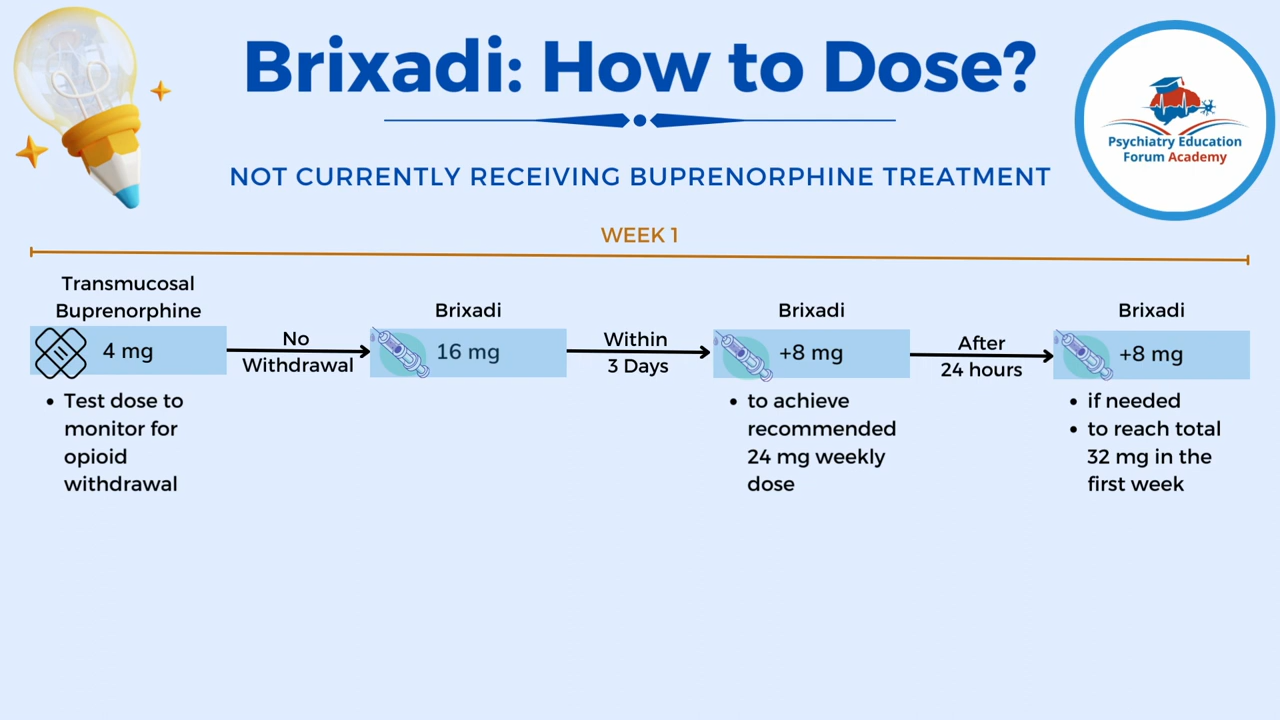 Brixadi: How to Dose?
Psychiatry Education
Forum Academy
NOT CURRENTLY RECEIVING BUPRENORPHINE TREATMENT
WEEK 1
Transmucosal
Buprenorphine
4 mg
• Test dose to
monitor for
opioid
withdrawal
No
Withdrawal
Brixadi
16 mg
Within
3 Days
Brixadi
+8 mg
• to achieve
recommended
24 mg weekly
dose
After
24 hours
Brixadi
+8 mg
• if needed
• to reach total
32 mg in the
first week